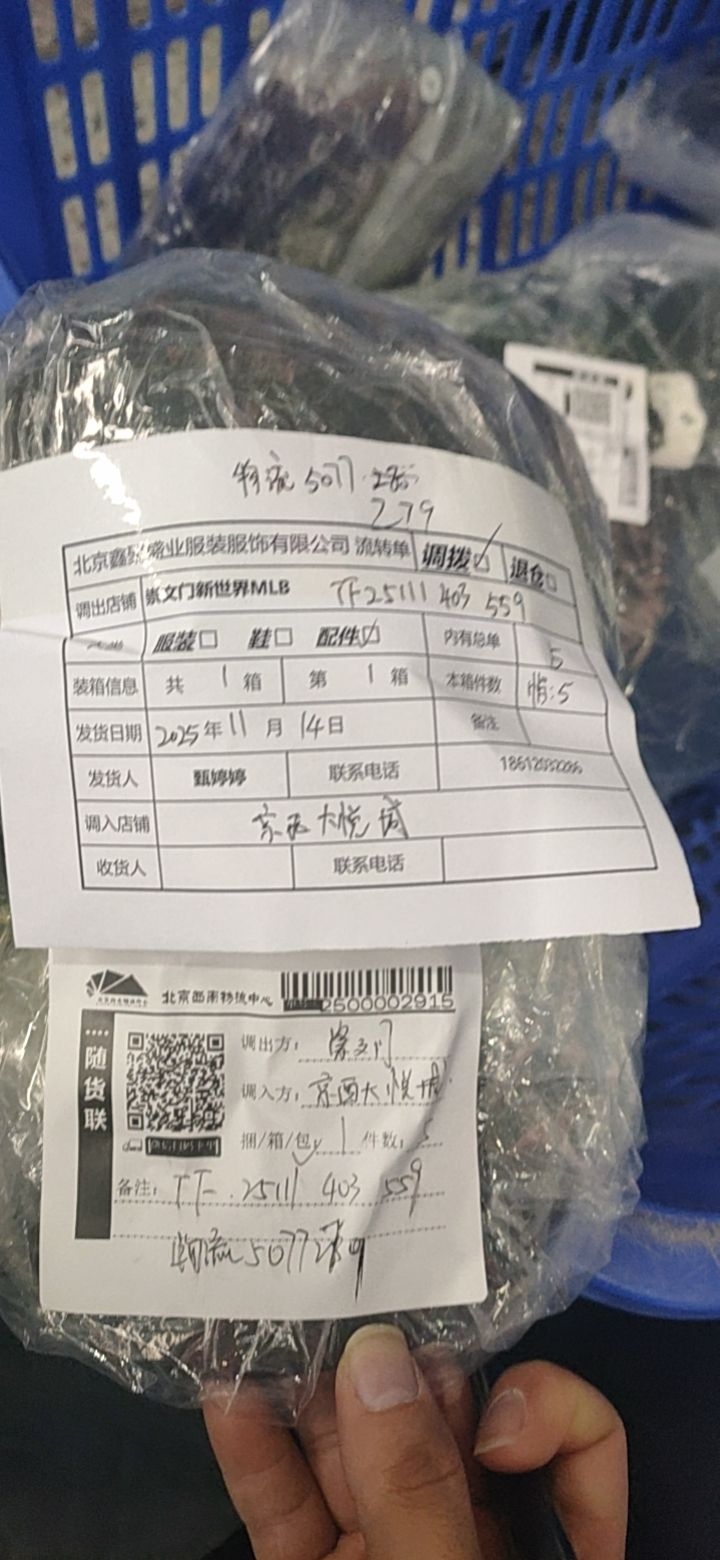 物流 5077
279
北京鑫 盛业服装服饰有限公司 流转单 调拨☑ 退仓□
调出店铺 崇文门新世界MLB TF25111 403 559
服装□ 鞋□ 配件☑ 内有总单 5
装箱信息 共 1 箱 第 1 箱 本箱件数 5
发货日期 2025年 11 月 14日 备注
发货人 甄婷婷 联系电话
调入店铺 京西大悦城
收货人 联系电话
北京西南物流中心 2500002915
随货联
调出方: 崇文门
调入方: 京西大悦城
捆/箱/包 1 件数: 5
备注: TF.25111 403 559
物流5077